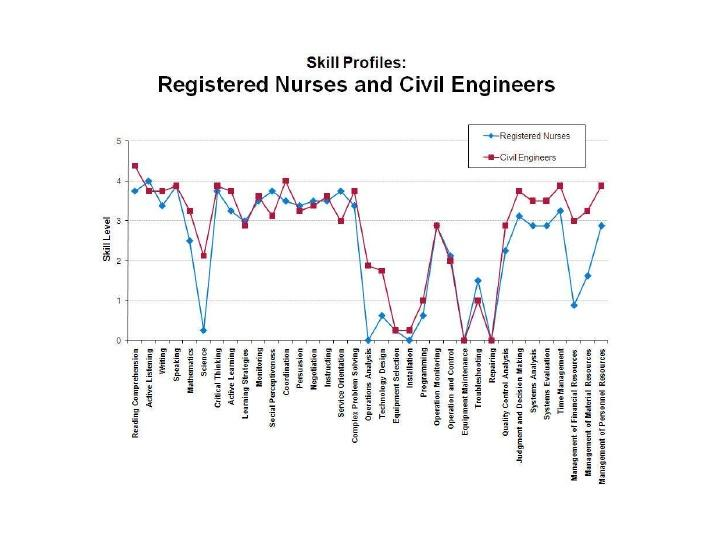 Skill Profiles:
Registered Nurses and Civil Engineers
Registered Nurses
Civil Engineers
Skill Level
5
4
3
2
1
0
Reading Comprehension
Active Listening
Writing
Speaking
Mathematics
Science
Critical Thinking
Active Learning
Learning Strategies
Monitoring
Social Perceptiveness
Coordination
Persuasion
Negotiation
Instructing
Service Orientation
Complex Problem Solving
Operations Analysis
Technology Design
Equipment Selection
Installation
Programming
Operation Monitoring
Operation and Control
Equipment Maintenance
Troubleshooting
Repairing
Quality Control Analysis
Judgment and Decision Making
Systems Analysis
Systems Evaluation
Time Management
Management of Financial Resources
Management of Material Resources
Management of Personnel Resources